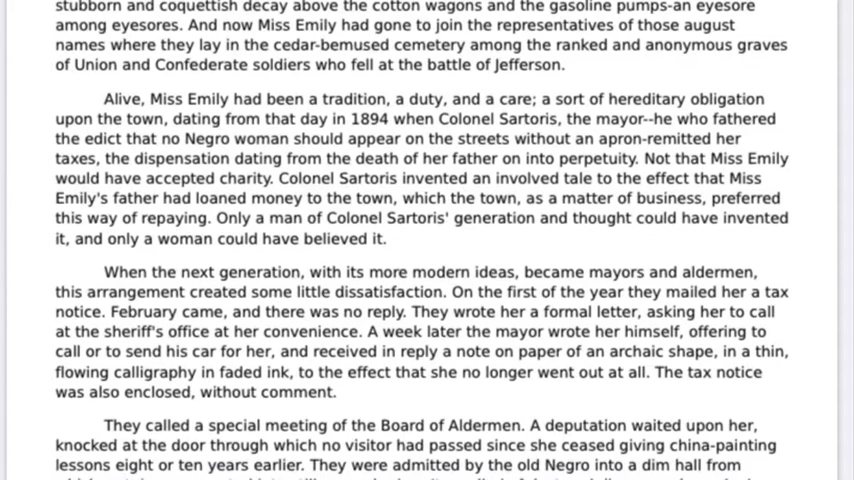 stubborn and coquettish decay above the cotton wagons and the gasoline pumps-an eyesore
among eyesores. And now Miss Emily had gone to join the representatives of those august
names where they lay in the cedar-bemused cemetery among the ranked and anonymous graves
of Union and Confederate soldiers who fell at the battle of Jefferson.
Alive, Miss Emily had been a tradition, a duty, and a care; a sort of hereditary obligation
upon the town, dating from that day in 1894 when Colonel Sartoris, the mayor--he who fathered
the edict that no Negro woman should appear on the streets without an apron-remitted her
taxes, the dispensation dating from the death of her father on into perpetuity. Not that Miss Emily
would have accepted charity. Colonel Sartoris invented an involved tale to the effect that Miss
Emily's father had loaned money to the town, which the town, as a matter of business, preferred
this way of repaying. Only a man of Colonel Sartoris' generation and thought could have invented
it, and only a woman could have believed it.
When the next generation, with its more modern ideas, became mayors and aldermen,
this arrangement created some little dissatisfaction. On the first of the year they mailed her a tax
notice. February came, and there was no reply. They wrote her a formal letter, asking her to call
at the sheriff's office at her convenience. A week later the mayor wrote her himself, offering to
call or to send his car for her, and received in reply a note on paper of an archaic shape, in a thin,
flowing calligraphy in faded ink, to the effect that she no longer went out at all. The tax notice
was also enclosed, without comment.
They called a special meeting of the Board of Aldermen. A deputation waited upon her,
knocked at the door through which no visitor had passed since she ceased giving china-painting
lessons eight or ten years earlier. They were admitted by the old Negro into a dim hall from